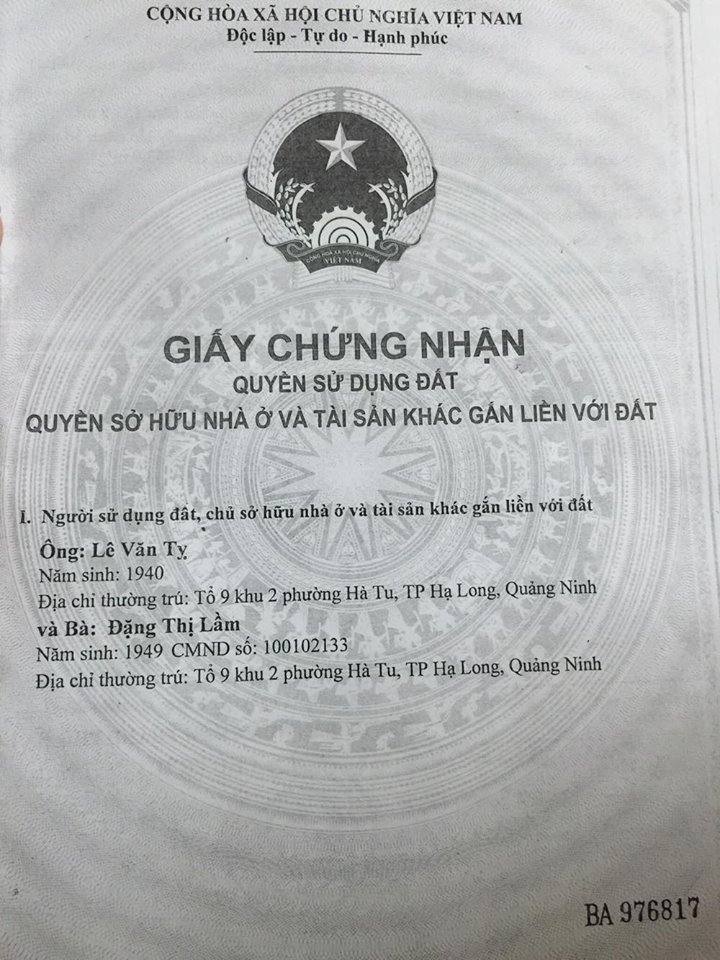 CỘNG HÒA XÃ HỘI CHỦ NGHĨA VIỆT NAM
Độc lập - Tự do - Hạnh phúc
CỘNG HÒA XÃ HỘI CHỦ NGHĨA
VIỆT NAM
GIẤY CHỨNG NHẬN
QUYỀN SỬ DỤNG ĐẤT
QUYỀN SỞ HỮU NHÀ Ở VÀ TÀI SẢN KHÁC GẮN LIỀN VỚI ĐẤT
I. Người sử dụng đất, chủ sở hữu nhà ở và tài sản khác gắn liền với đất
Ông: Lê Văn Tỵ
Năm sinh: 1940
Địa chỉ thường trú: Tổ 9 khu 2 phường Hà Tu, TP Hạ Long, Quảng Ninh
và Bà: Đặng Thị Lầm
Năm sinh: 1949 CMND số: 100102133
Địa chỉ thường trú: Tổ 9 khu 2 phường Hà Tu, TP Hạ Long, Quảng Ninh
BA 976817